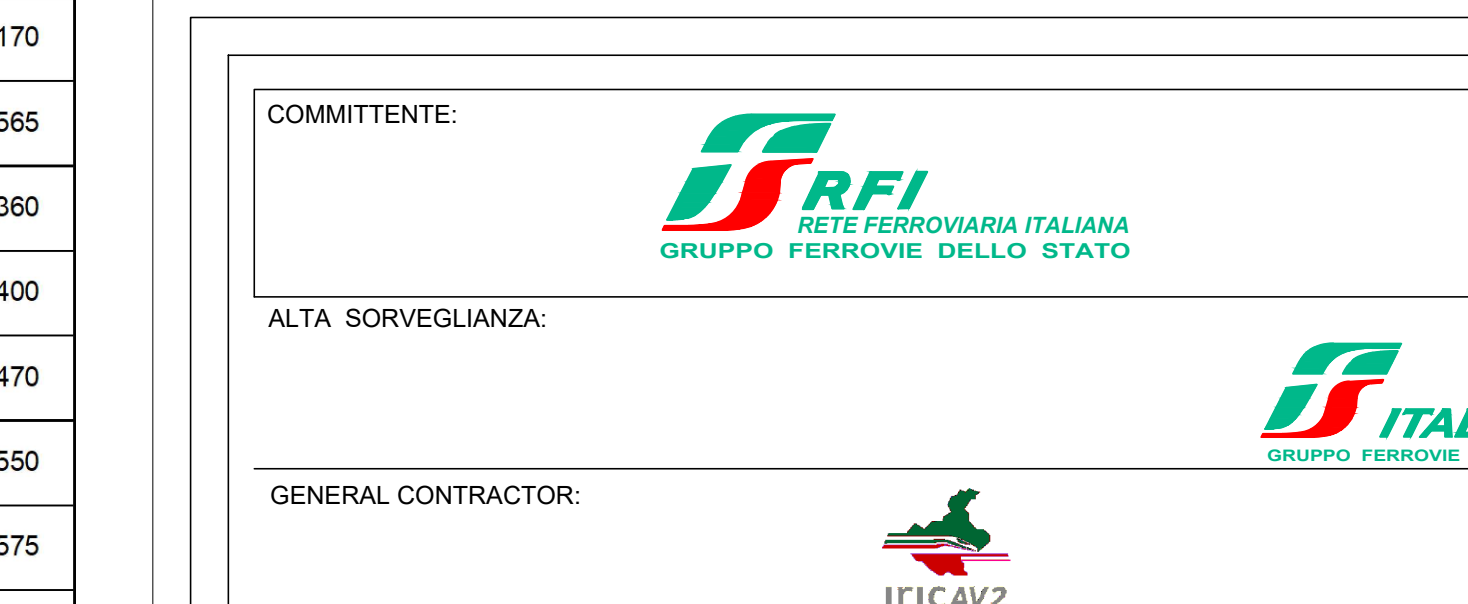 170
565
360
400
470
550
575
COMMITTENTE:
RFI
RETE FERROVIARIA ITALIANA
GRUPPO FERROVIE DELLO STATO
ALTA SORVEGLIANZA:
GRUPPO FERROVIE
GENERAL CONTRACTOR:
IRICAV2